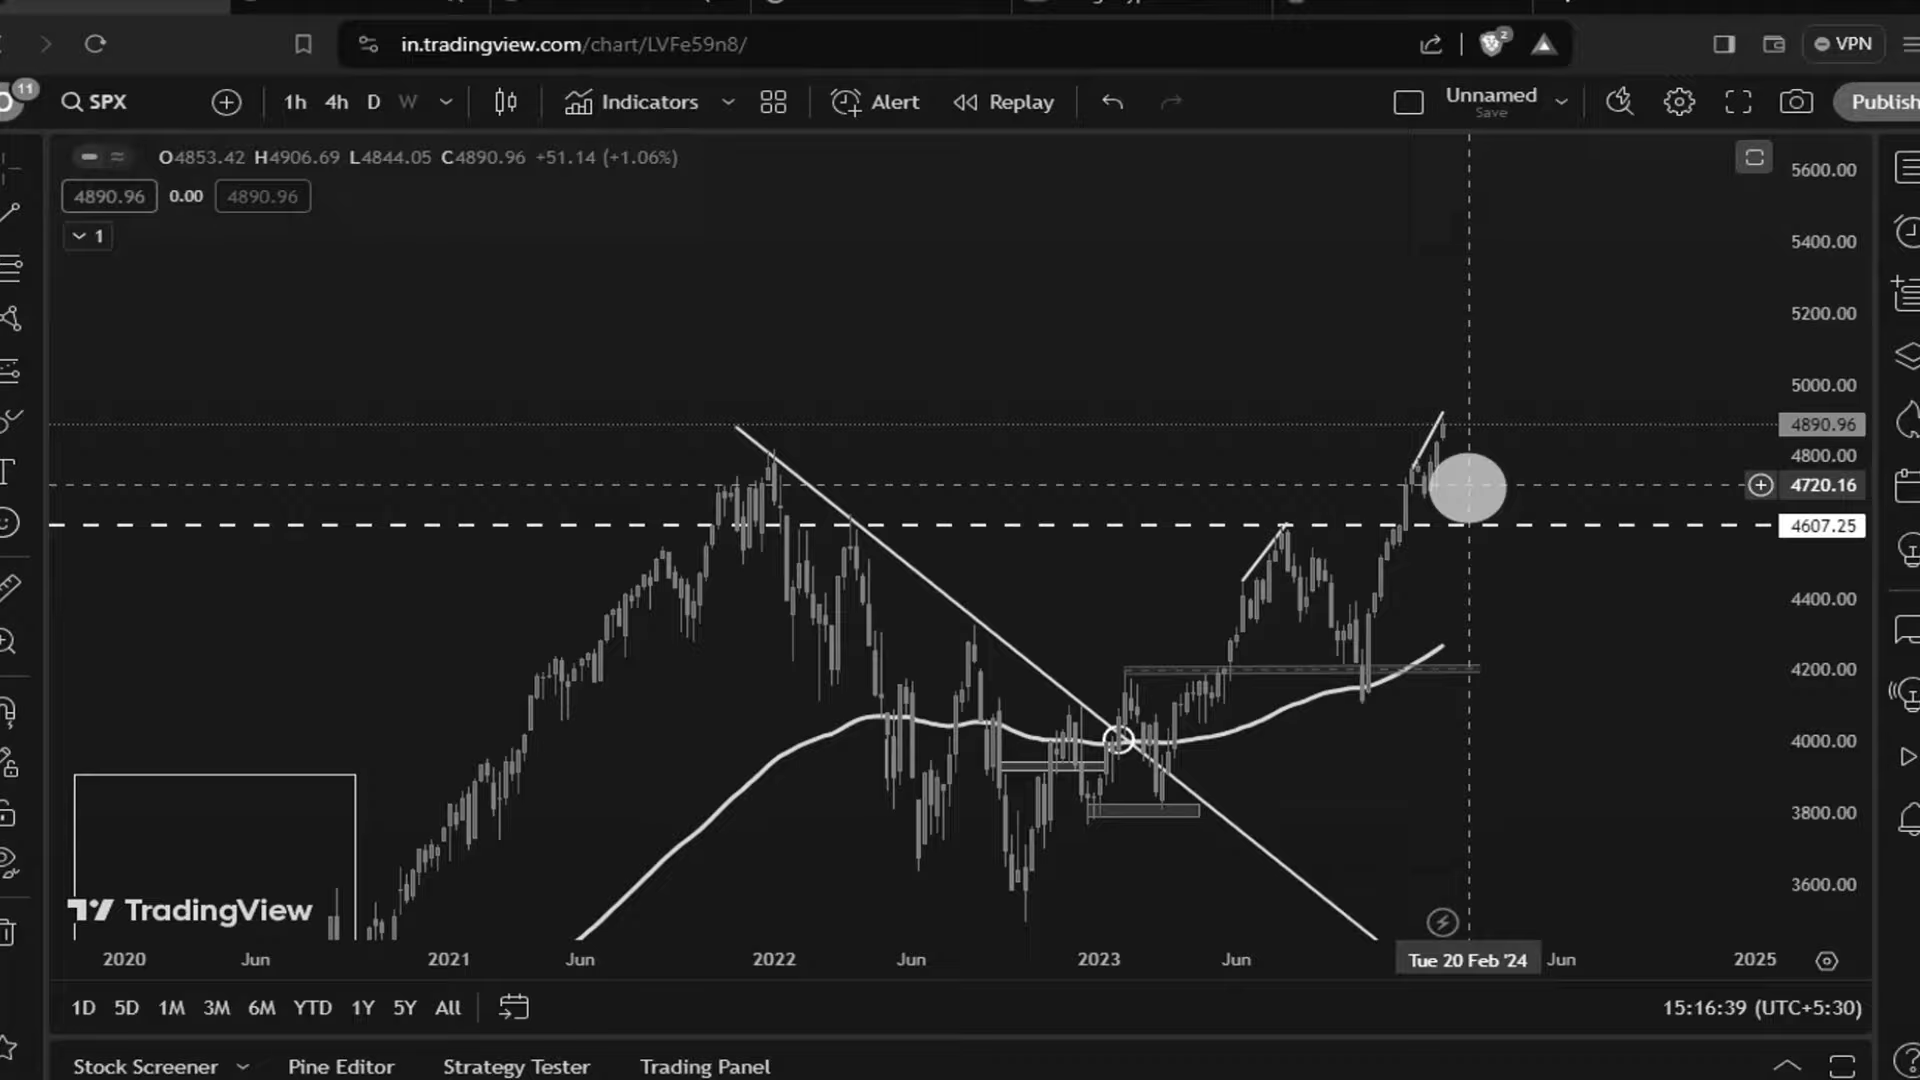 in.tradingview.com/chart/LVFe59n8/
2
VPN
11
SPX
1h 4h D W
Indicators
Alert
Replay
Unnamed
Save
Publish
O4853.42 H4906.69 L4844.05 C4890.96 +51.14 (+1.06%)
4890.96 0.00 4890.96
1
5600.00
5400.00
5200.00
5000.00
4890.96
4800.00
4720.16
4607.25
4400.00
4200.00
4000.00
3800.00
3600.00
TradingView
2020 Jun 2021 Jun 2022 Jun 2023 Jun Tue 20 Feb '24 Jun 2025
1D 5D 1M 3M 6M YTD 1Y 5Y All
15:16:39 (UTC+5:30)
Stock Screener Pine Editor Strategy Tester Trading Panel